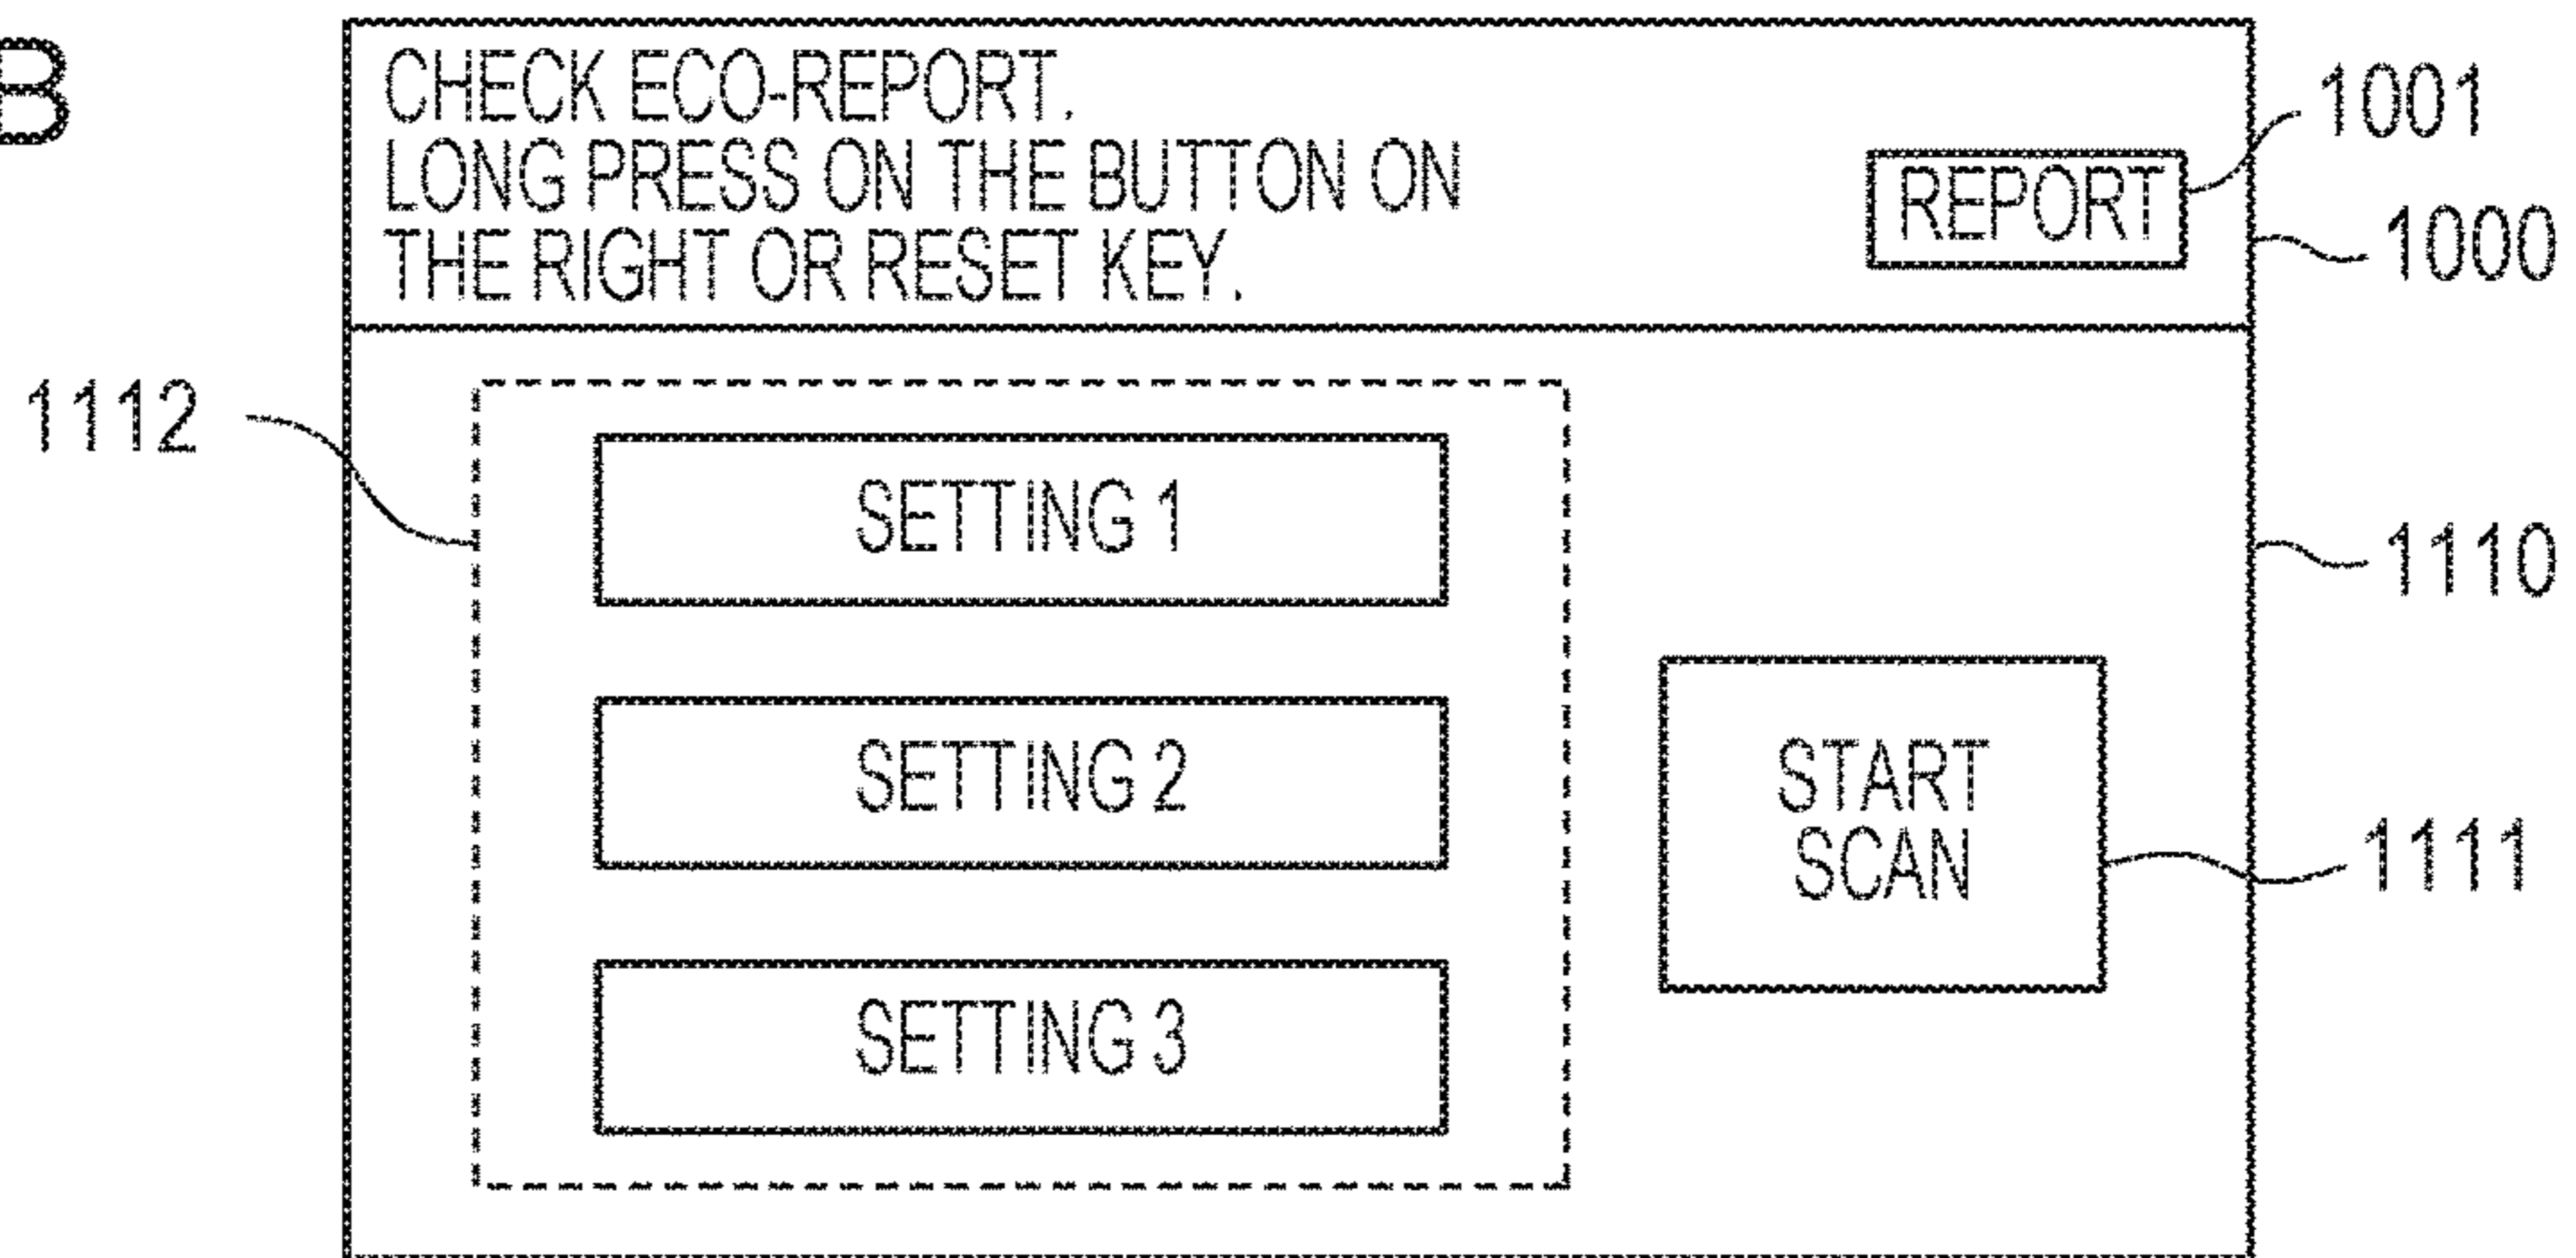 B
CHECK ECO-REPORT.
LONG PRESS ON THE BUTTON ON
THE RIGHT OR RESET KEY.
REPORT
1001
1000
1112
SETTING 1
1110
SETTING 2
START
SCAN
1111
SETTING 3